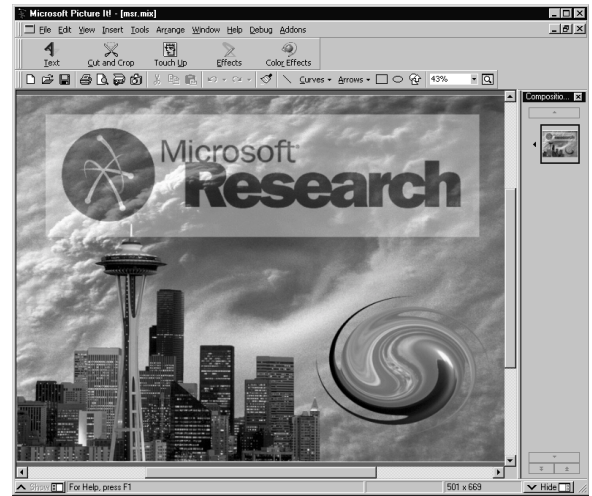 Microsoft Picture It! - [msr.mix]
File Edit View Insert Tools Arrange Window Help Debug Addons
Text Cut and Crop Touch Up Effects Color Effects
Curves Arrows 43%
Compositio...
Microsoft
Research
Show For Help, press F1 501 x 669 Hide